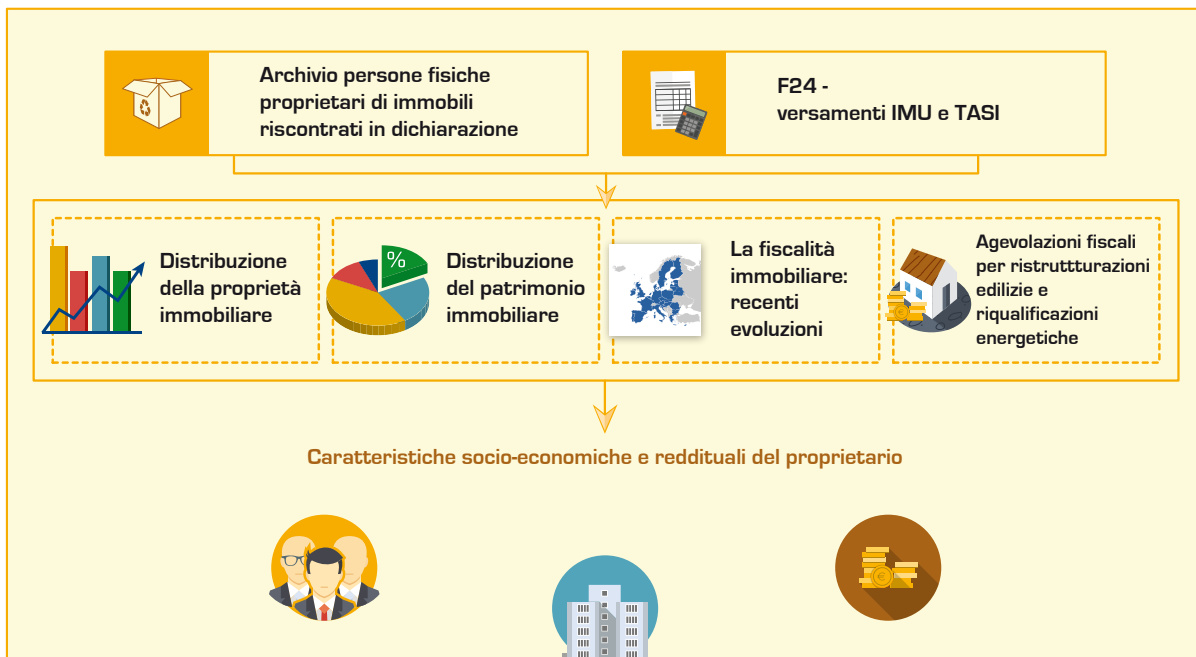 Archivio persone fisiche
proprietari di immobili
riscontrati in dichiarazione
F24 -
versamenti IMU e TASI
Distribuzione
della proprietà
immobiliare
%
Distribuzione
del patrimonio
immobiliare
La fiscalità
immobiliare:
recenti
evoluzioni
Agevolazioni fiscali
per ristruttturazioni
edilizie e
riqualificazioni
energetiche
Caratteristiche socio-economiche e reddituali del proprietario
€